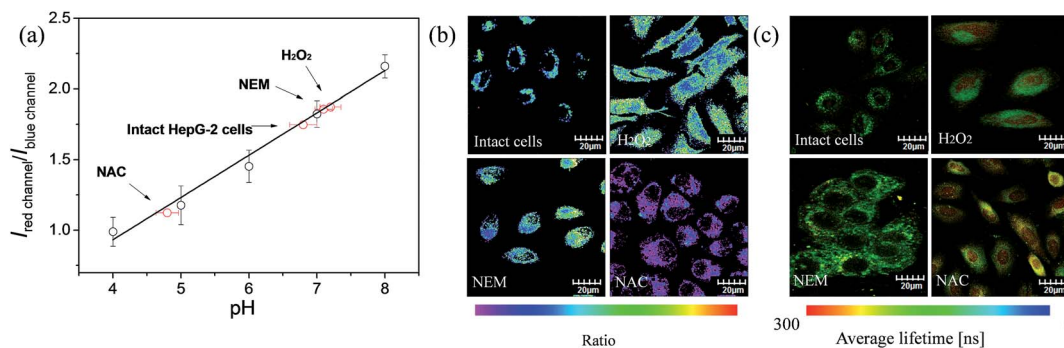 (a)
I red channel/I blue channel
2.5
2.0
1.5
1.0
H₂O₂
NEM
Intact HepG-2 cells
NAC
4 5 6 7 8
pH
(b)
Intact cells
20μm
H₂O₂
20μm
NEM
20μm
NAC
20μm
Ratio
(c)
Intact cells
20μm
H₂O₂
20μm
NEM
20μm
NAC
20μm
300
Average lifetime [ns]